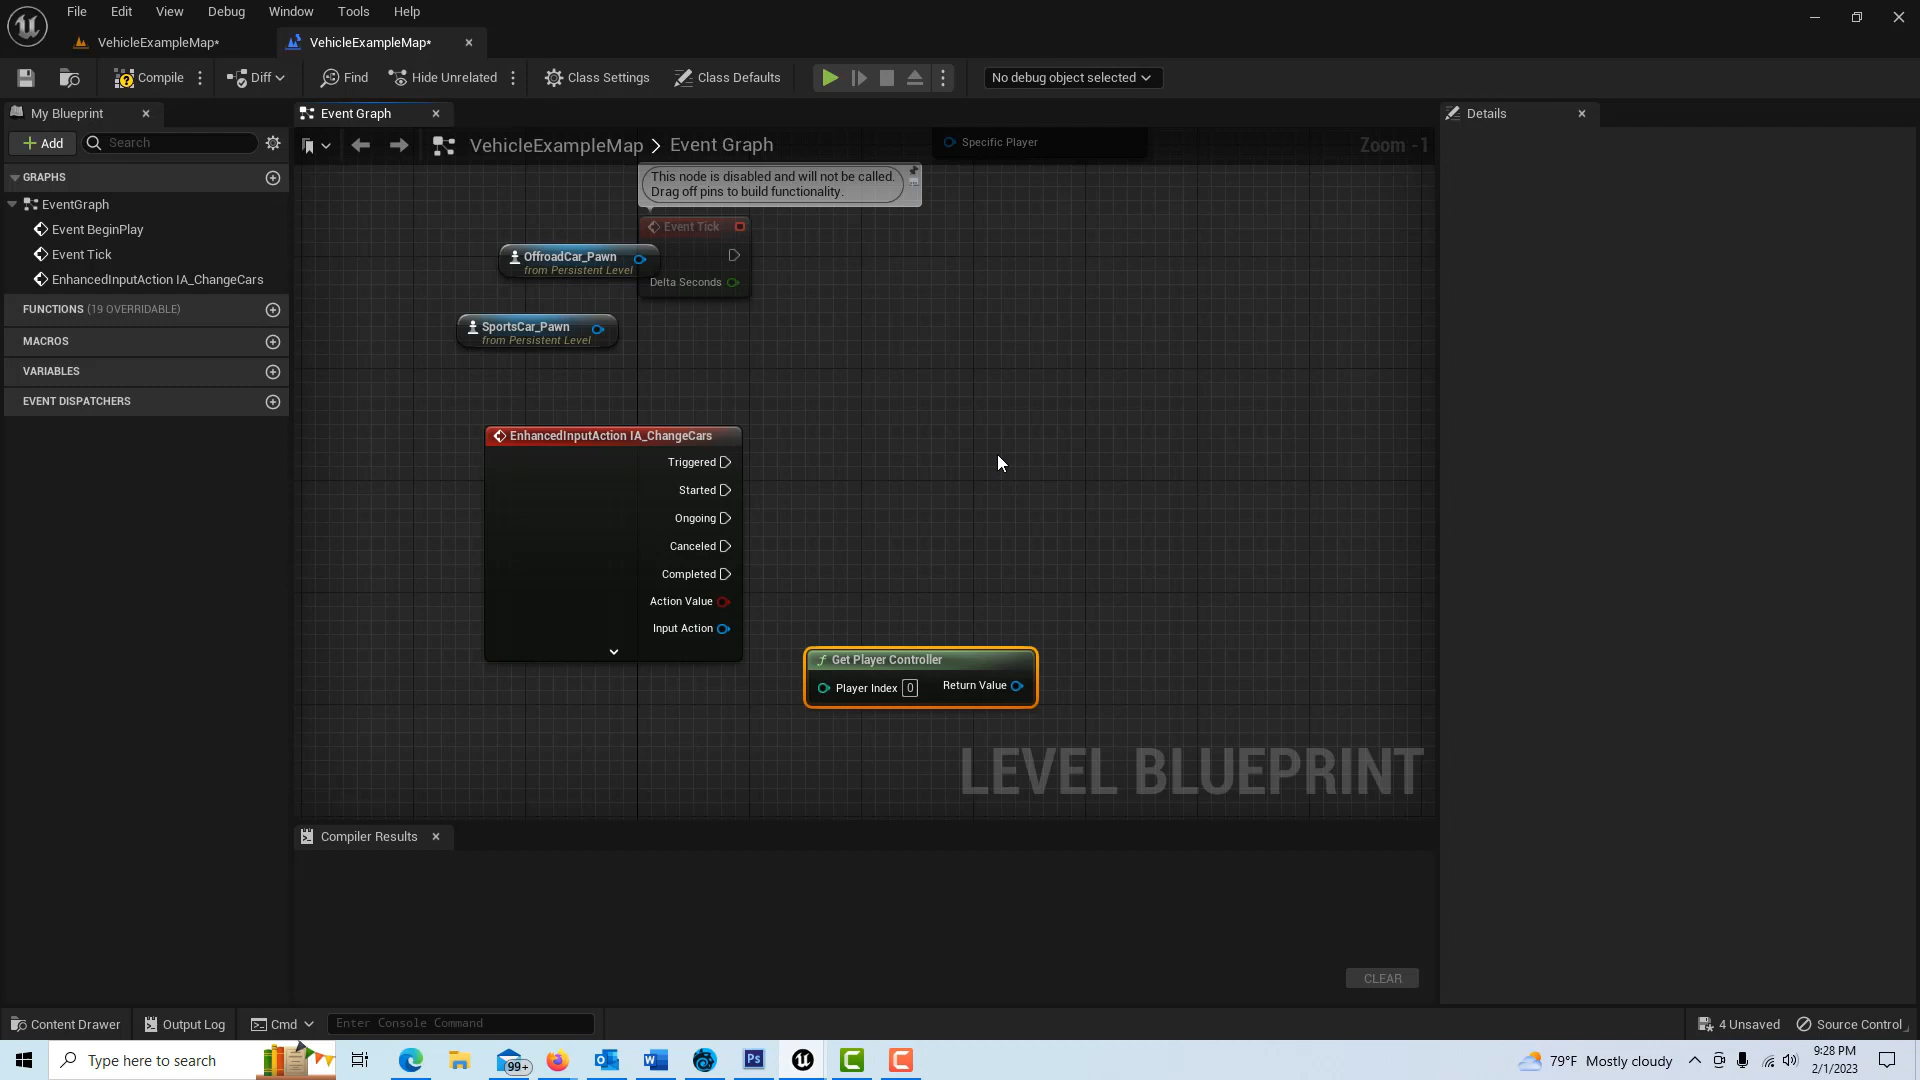 File Edit View Debug Window Tools Help
VehicleExampleMap*
VehicleExampleMap*
Compile Diff Find Hide Unrelated Class Settings Class Defaults No debug object selected
My Blueprint
Event Graph
Details
Add Search
VehicleExampleMap > Event Graph
Zoom -1
Specific Player
GRAPHS
EventGraph
Event BeginPlay
Event Tick
EnhancedInputAction IA_ChangeCars
FUNCTIONS (19 OVERRIDABLE)
MACROS
VARIABLES
EVENT DISPATCHERS
This node is disabled and will not be called.
Drag off pins to build functionality.
Event Tick
Delta Seconds
OffroadCar_Pawn
from Persistent Level
SportsCar_Pawn
from Persistent Level
EnhancedInputAction IA_ChangeCars
Triggered
Started
Ongoing
Canceled
Completed
Action Value
Input Action
Get Player Controller
Player Index 0 Return Value
LEVEL BLUEPRINT
Compiler Results
CLEAR
Content Drawer Output Log Cmd Enter Console Command 4 Unsaved Source Control
Type here to search
99+
Ps
79°F Mostly cloudy
9:28 PM
2/1/2023